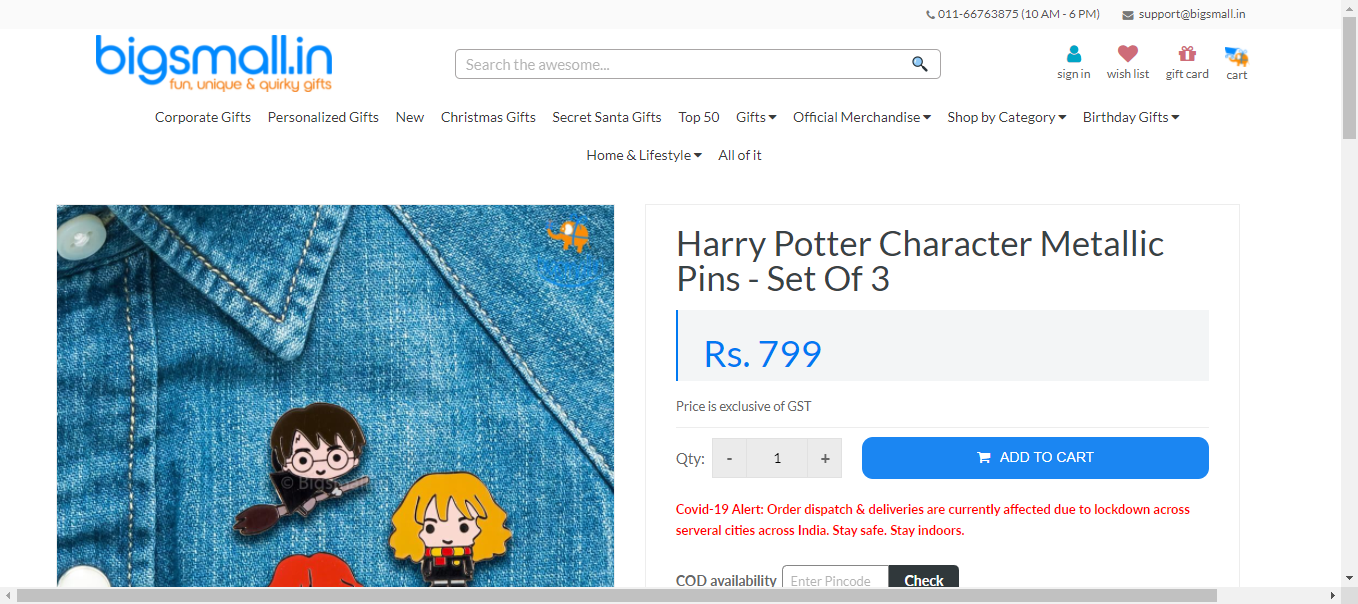 011-66763875 (10 AM - 6 PM) support@bigsmall.in
bigsmall.in
fun, unique & quirky gifts
Search the awesome...
sign in wish list gift card cart
Corporate Gifts Personalized Gifts New Christmas Gifts Secret Santa Gifts Top 50 Gifts Official Merchandise Shop by Category Birthday Gifts
Home & Lifestyle All of it
Harry Potter Character Metallic
Pins - Set Of 3
Rs. 799
Price is exclusive of GST
Qty: - 1 + ADD TO CART
Covid-19 Alert: Order dispatch & deliveries are currently affected due to lockdown across
serveral cities across India. Stay safe. Stay indoors.
COD availability Enter Pincode Check